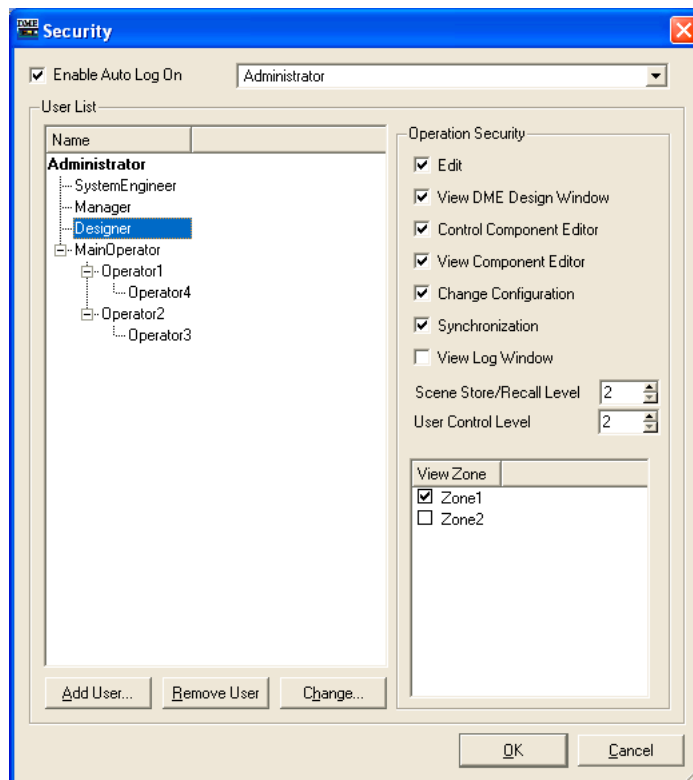 DME
Security
Enable Auto Log On
Administrator
User List
Name
Administrator
SystemEngineer
Manager
Designer
MainOperator
Operator1
Operator4
Operator2
Operator3
Add User...
Remove User
Change...
Operation Security
Edit
View DME Design Window
Control Component Editor
View Component Editor
Change Configuration
Synchronization
View Log Window
Scene Store/Recall Level 2
User Control Level 2
View Zone
Zone1
Zone2
OK
Cancel